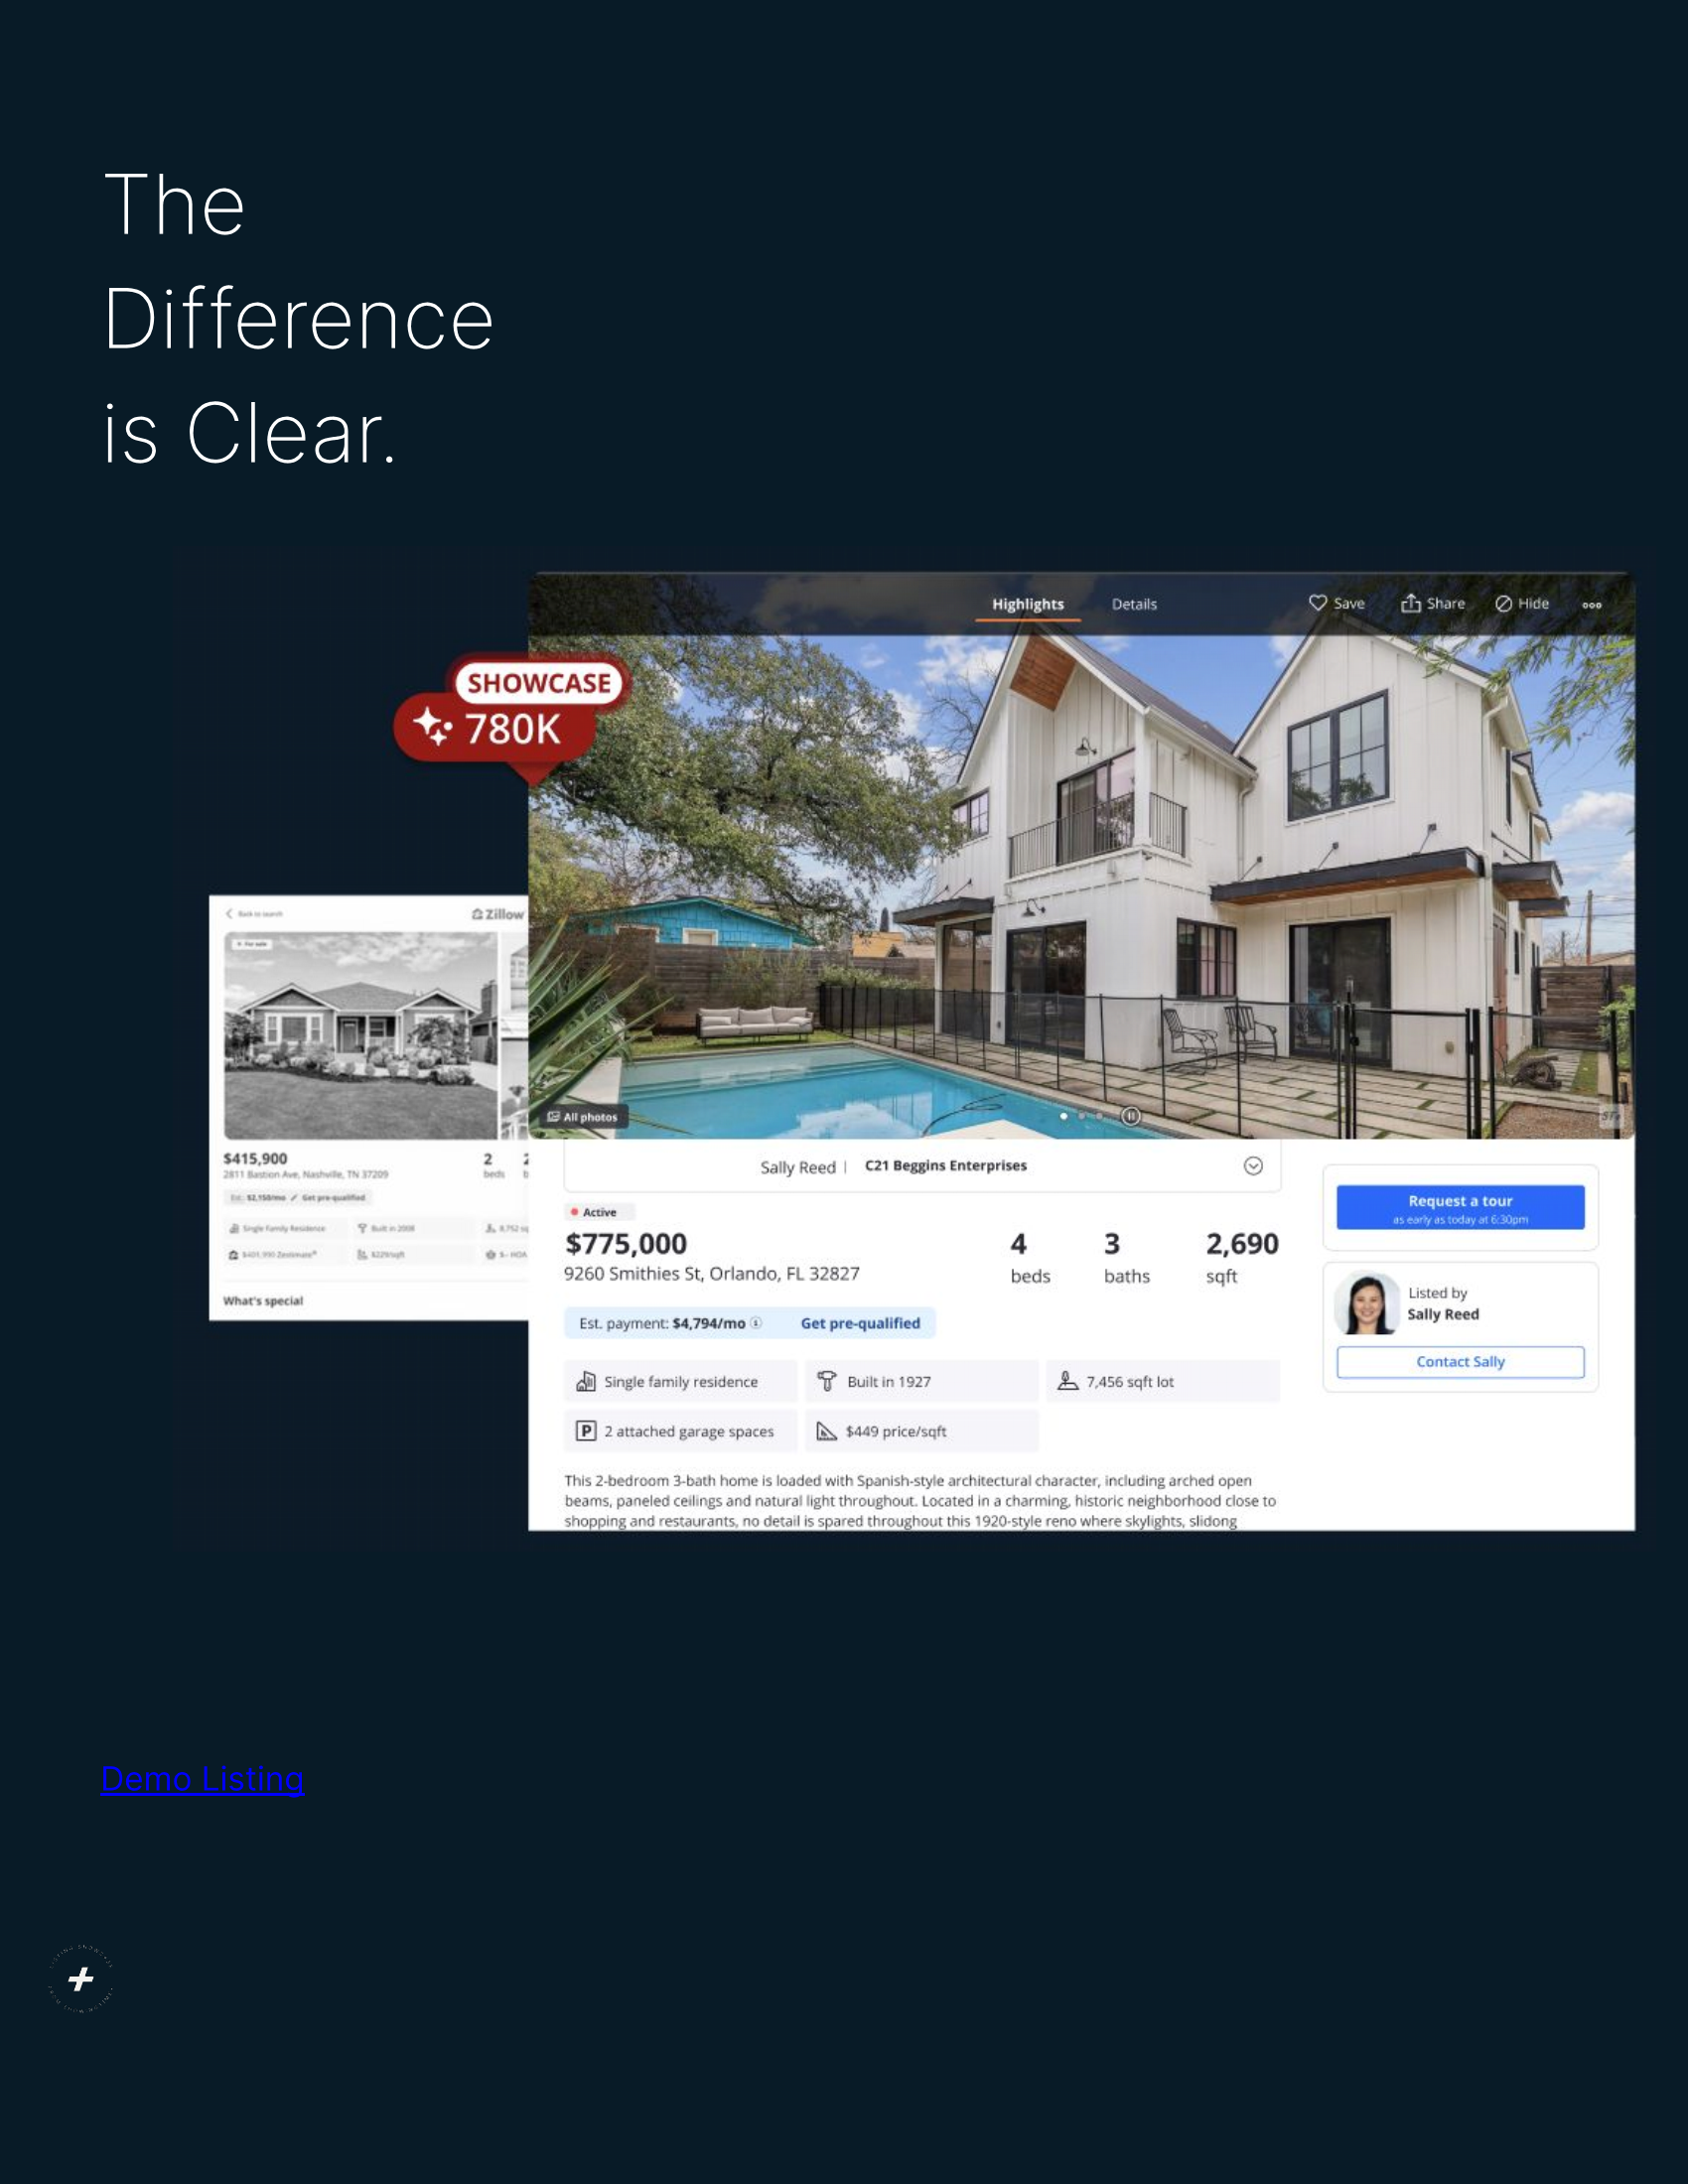 The
Difference
is Clear.
Highlights
Details
Save
Share
Hide
SHOWCASE
780K
Back to search
Zillow
For sale
All photos
$415,900
2
2811 Bastion Ave, Nashville, TN 37209
beds
b
Est. $2,150/mo
Get pre-qualified
Single Family Residence
Built in 2008
$229/sqft
$- HOA
What's special
Sally Reed | C21 Beggins Enterprises
Active
$775,000
4
3
2,690
9260 Smithies St, Orlando, FL 32827
beds
baths
sqft
Est. payment: $4,794/mo
Get pre-qualified
Single family residence
Built in 1927
7,456 sqft lot
P
2 attached garage spaces
$449 price/sqft
This 2-bedroom 3-bath home is loaded with Spanish-style architectural character, including arched open
beams, paneled ceilings and natural light throughout. Located in a charming, historic neighborhood close to
shopping and restaurants, no detail is spared throughout this 1920-style reno where skylights, slidong
Request a tour
as early as today at 6:30pm
Listed by
Sally Reed
Contact Sally
Demo Listing